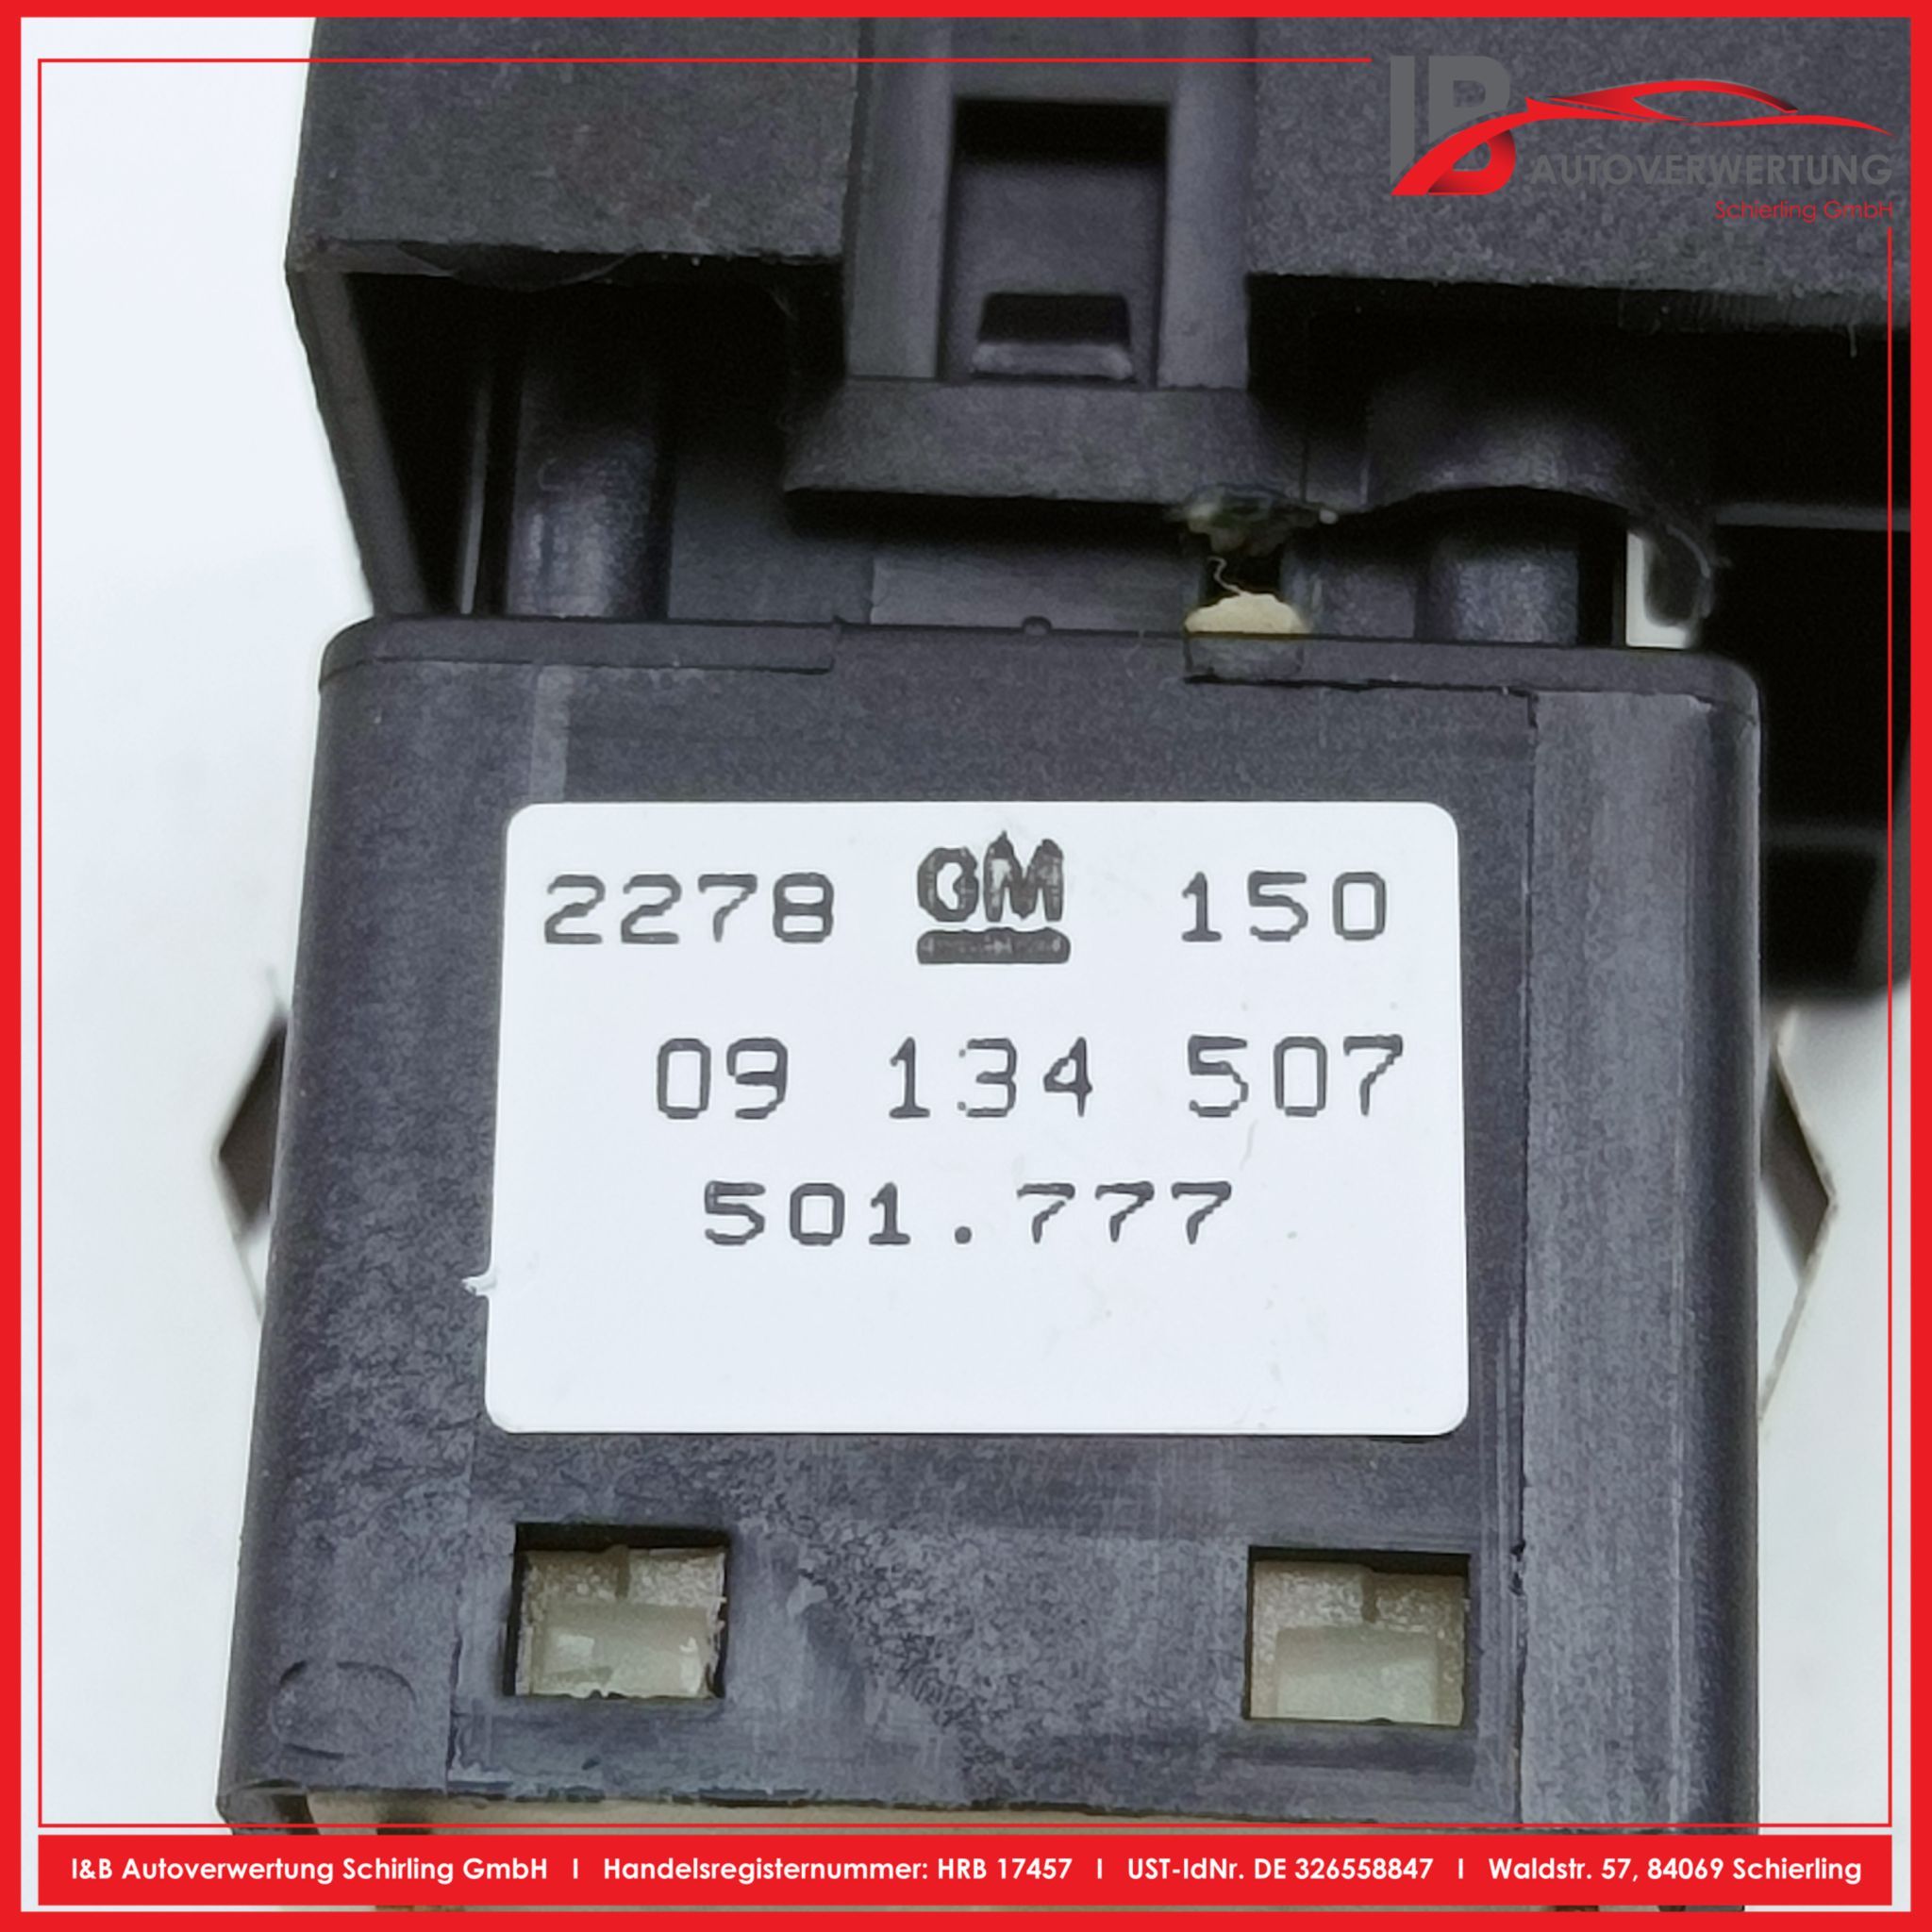 IB
AUTOVERWERTUNG
Schierling GmbH
2278 GM 150
09 134 507
501.777
I&B Autoverwertung Schirling GmbH I Handelsregisternummer: HRB 17457 I UST-IdNr. DE 326558847 I Waldstr. 57, 84069 Schierling